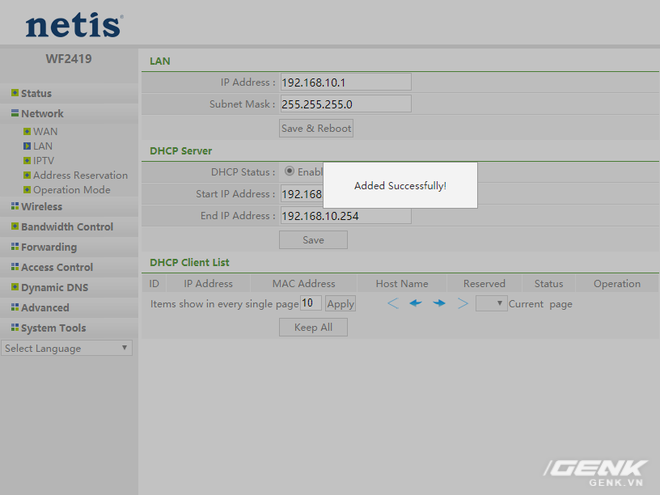 netis
WF2419
Status
Network
WAN
LAN
IPTV
Address Reservation
Operation Mode
Wireless
Bandwidth Control
Forwarding
Access Control
Dynamic DNS
Advanced
System Tools
Select Language
LAN
IP Address : 192.168.10.1
Subnet Mask : 255.255.255.0
Save & Reboot
DHCP Server
DHCP Status : Enabl
Added Successfully!
Start IP Address : 192.168
End IP Address : 192.168.10.254
Save
DHCP Client List
ID IP Address MAC Address Host Name Reserved Status Operation
Items show in every single page 10 Apply < > Current page
Keep All
GENK
GENK.VN